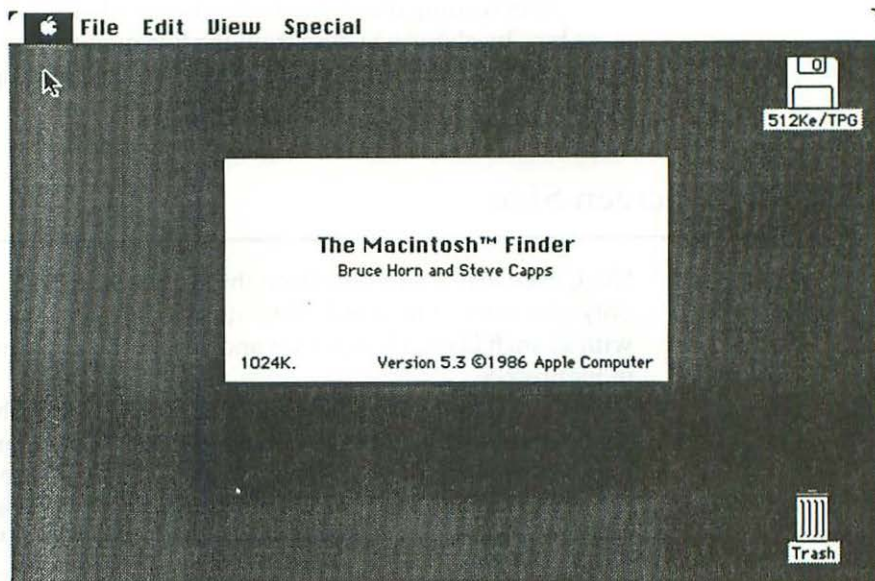 File Edit View Special
512Ke/TPG
The Macintosh™ Finder
Bruce Horn and Steve Capps
1024K. Version 5.3 ©1986 Apple Computer
Trash